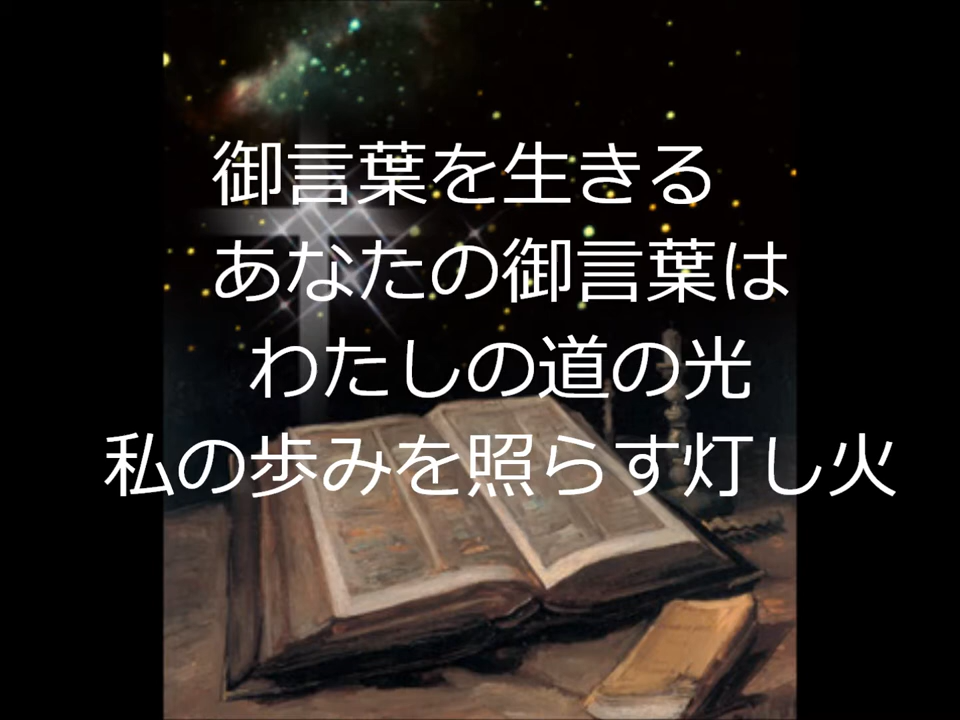 御言葉を生きる
あなたの御言葉は
わたしの道の光
私の歩みを照らす灯し火